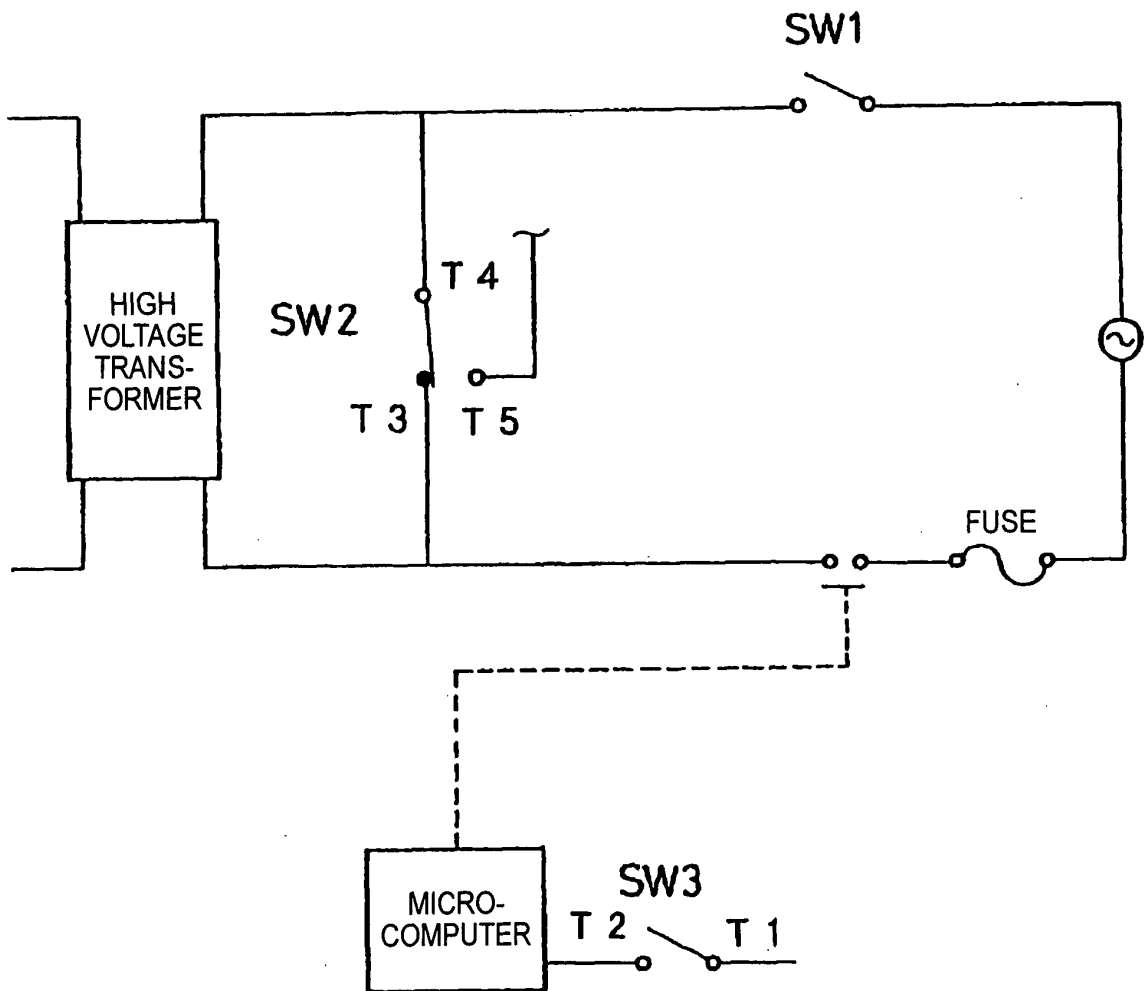 SW1
T 4
SW2
HIGH
VOLTAGE
TRANS-
FORMER
T 3
T 5
FUSE
SW3
MICRO-
COMPUTER
T 2
T 1